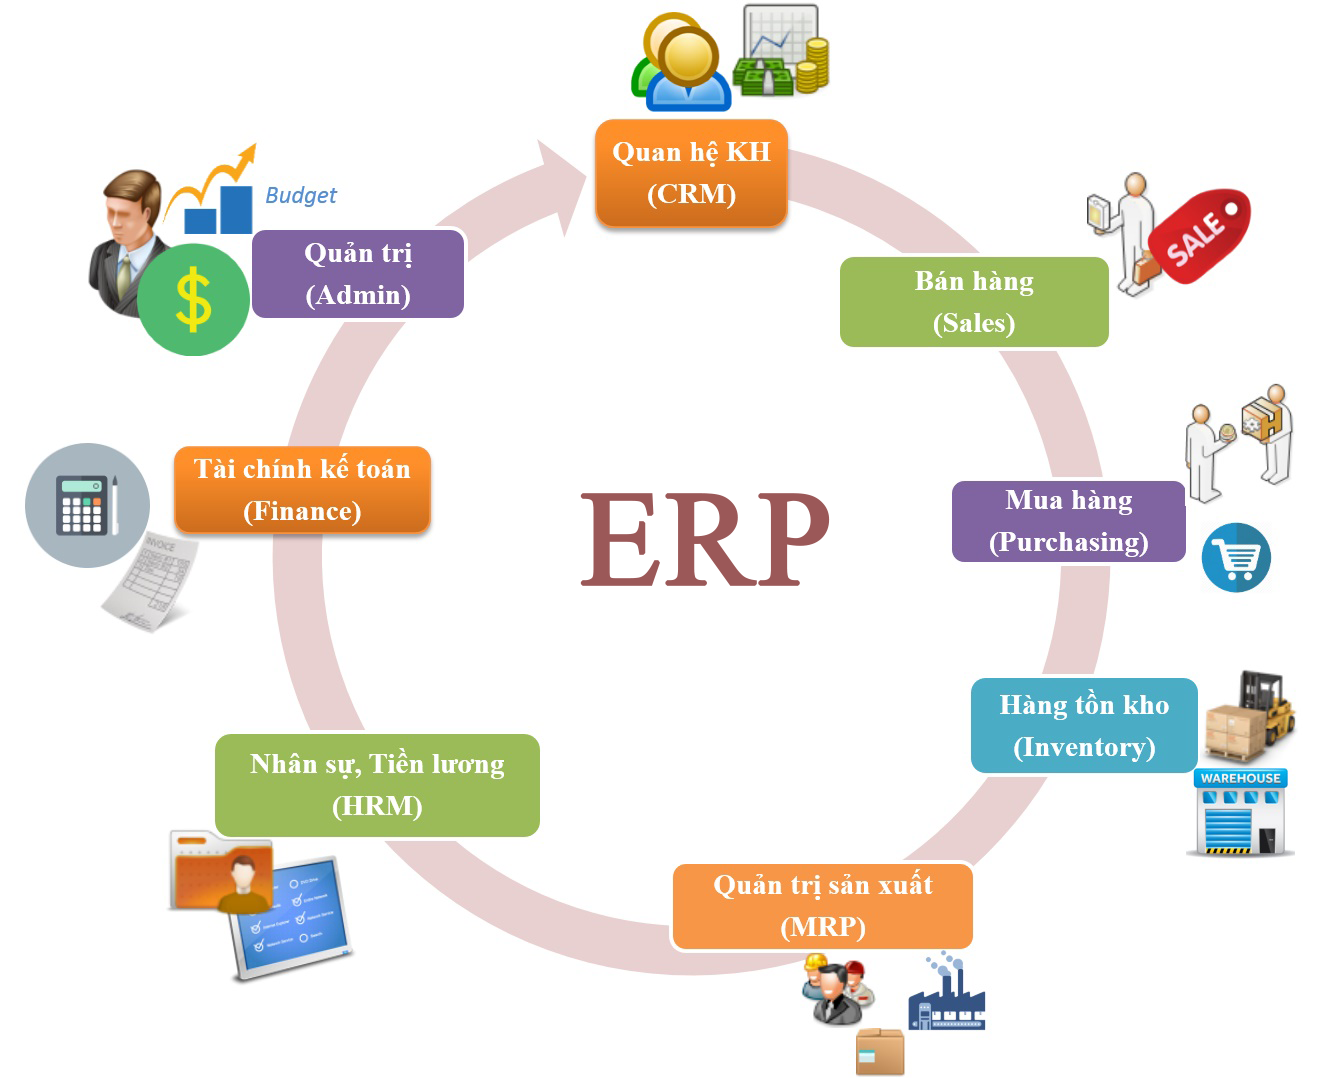 Quan hệ KH
(CRM)
Budget
Quản trị
(Admin)
Bán hàng
(Sales)
SALE
Tài chính kế toán
(Finance)
INVOICE
ERP
Mua hàng
(Purchasing)
Hàng tồn kho
(Inventory)
WAREHOUSE
Nhân sự, Tiền lương
(HRM)
Quản trị sản xuất
(MRP)